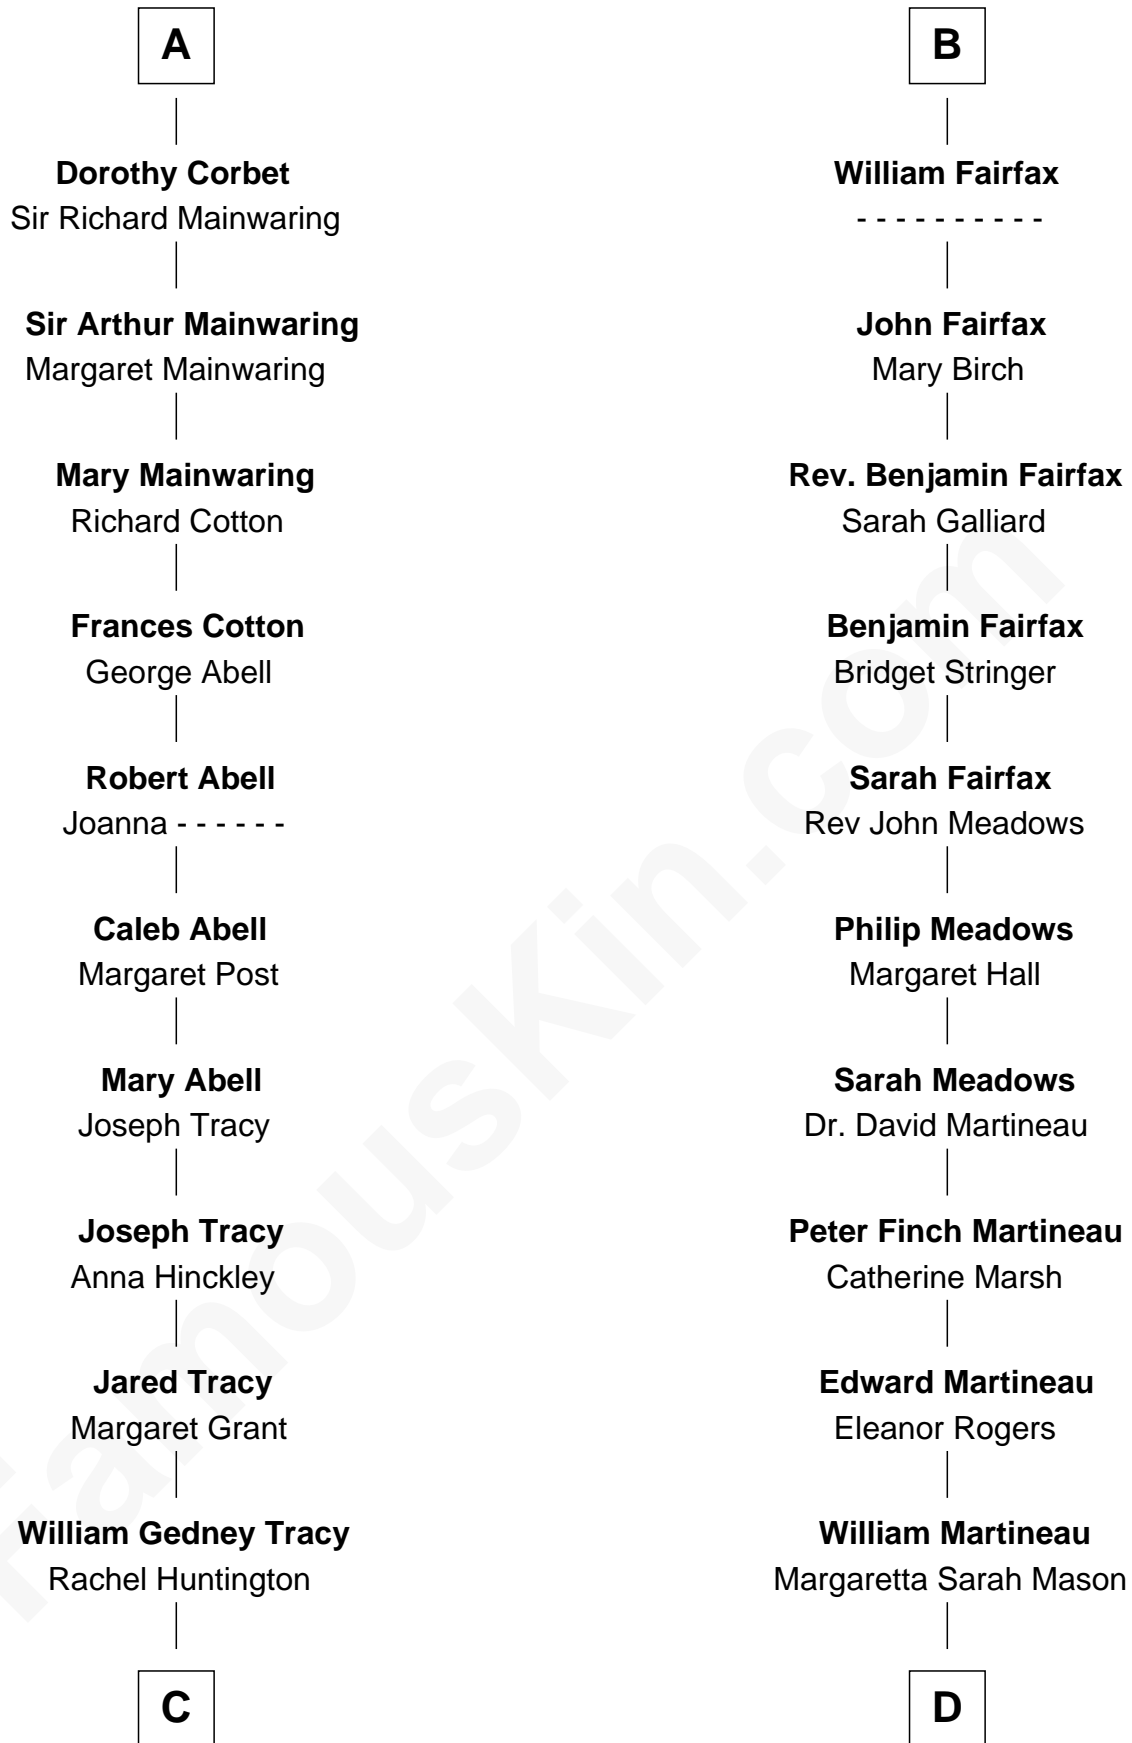 A
Dorothy Corbet
Sir Richard Mainwaring
Sir Arthur Mainwaring
Margaret Mainwaring
Mary Mainwaring
Richard Cotton
Frances Cotton
George Abell
Robert Abell
Joanna - - - - - -
Caleb Abell
Margaret Post
Mary Abell
Joseph Tracy
Joseph Tracy
Anna Hinckley
Jared Tracy
Margaret Grant
William Gedney Tracy
Rachel Huntington
C
B
William Fairfax
- - - - - - - - - -
John Fairfax
Mary Birch
Rev. Benjamin Fairfax
Sarah Galliard
Benjamin Fairfax
Bridget Stringer
Sarah Fairfax
Rev John Meadows
Philip Meadows
Margaret Hall
Sarah Meadows
Dr. David Martineau
Peter Finch Martineau
Catherine Marsh
Edward Martineau
Eleanor Rogers
William Martineau
Margaretta Sarah Mason
D
FamousKin.com